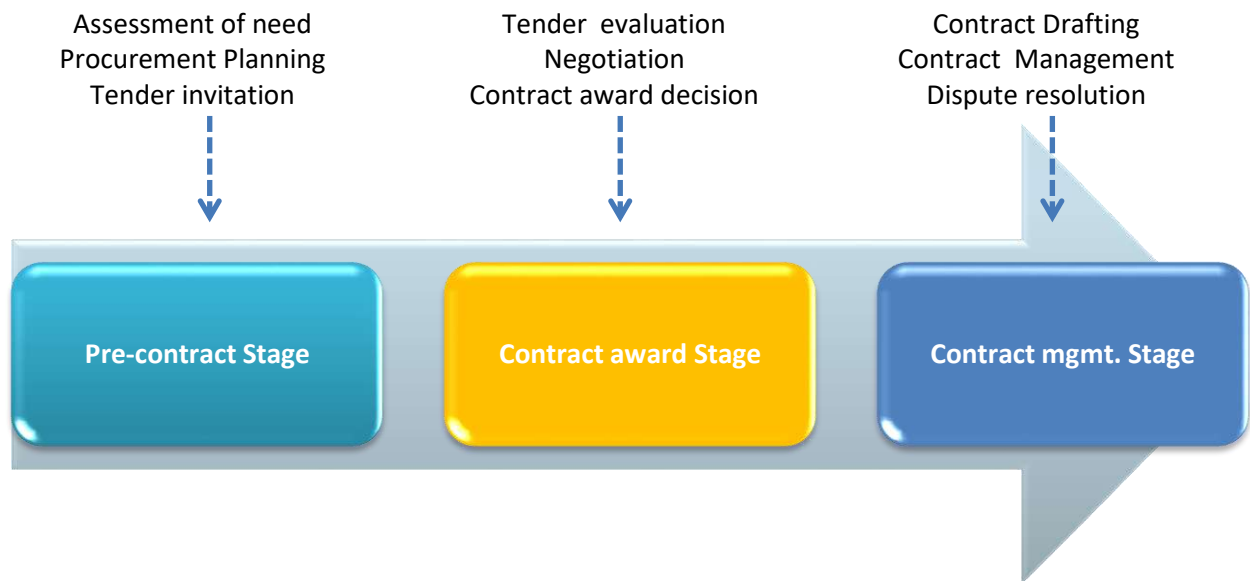 Assessment of need
Procurement Planning
Tender invitation
Tender evaluation
Negotiation
Contract award decision
Contract Drafting
Contract Management
Dispute resolution
Pre-contract Stage
Contract award Stage
Contract mgmt. Stage